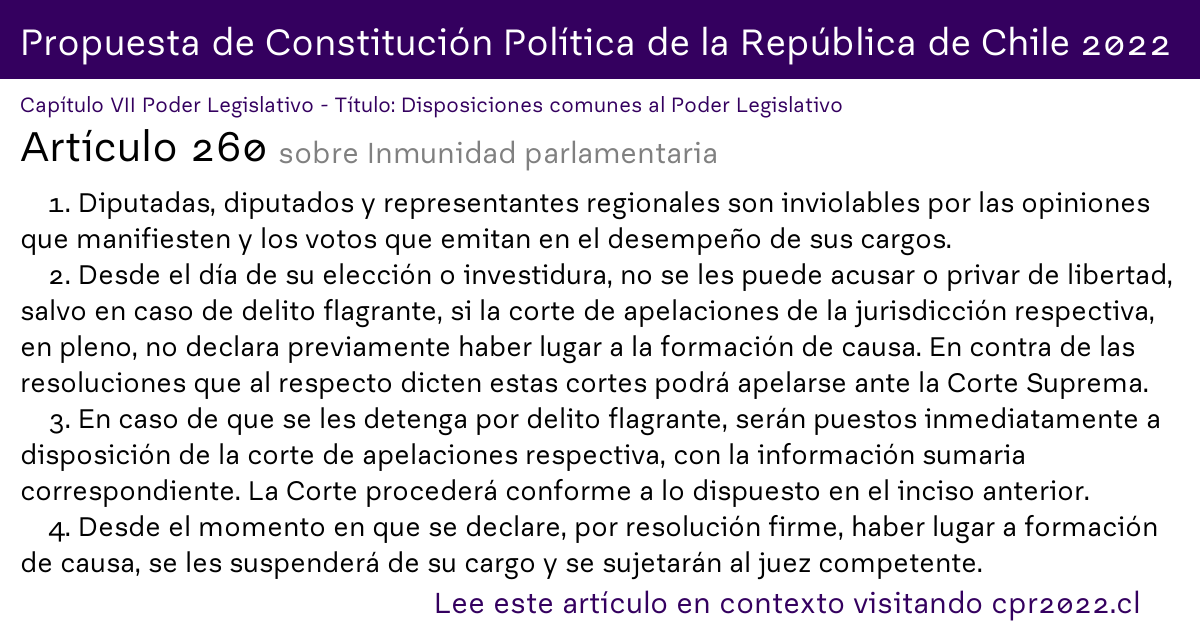 Propuesta de Constitución Política de la República de Chile 2022
Capítulo VII Poder Legislativo - Título: Disposiciones comunes al Poder Legislativo
Artículo 260 sobre Inmunidad parlamentaria
1. Diputadas, diputados y representantes regionales son inviolables por las opiniones
que manifiesten y los votos que emitan en el desempeño de sus cargos.
2. Desde el día de su elección o investidura, no se les puede acusar o privar de libertad,
salvo en caso de delito flagrante, si la corte de apelaciones de la jurisdicción respectiva,
en pleno, no declara previamente haber lugar a la formación de causa. En contra de las
resoluciones que al respecto dicten estas cortes podrá apelarse ante la Corte Suprema.
3. En caso de que se les detenga por delito flagrante, serán puestos inmediatamente a
disposición de la corte de apelaciones respectiva, con la información sumaria
correspondiente. La Corte procederá conforme a lo dispuesto en el inciso anterior.
4. Desde el momento en que se declare, por resolución firme, haber lugar a formación
de causa, se les suspenderá de su cargo y se sujetarán al juez competente.
Lee este artículo en contexto visitando cpr2022.cl